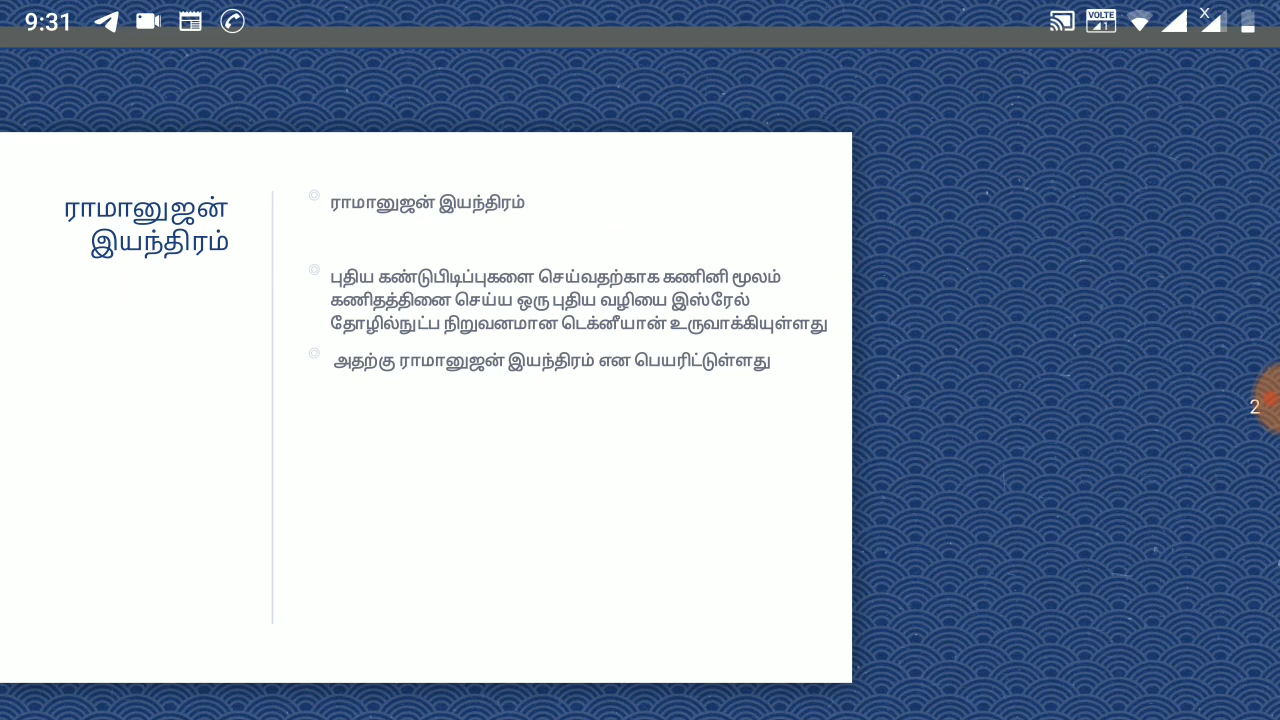 9:31
VOLTE
1
X
ராமானுஜன்
இயந்திரம்
ராமானுஜன் இயந்திரம்
புதிய கண்டுபிடிப்புகளை செய்வதற்காக கணினி மூலம்
கணிதத்தினை செய்ய ஒரு புதிய வழியை இஸ்ரேல்
தோழில்நுட்ப நிறுவனமான டெக்னீயான் உருவாக்கியுள்ளது
அதற்கு ராமானுஜன் இயந்திரம் என பெயரிட்டுள்ளது
2